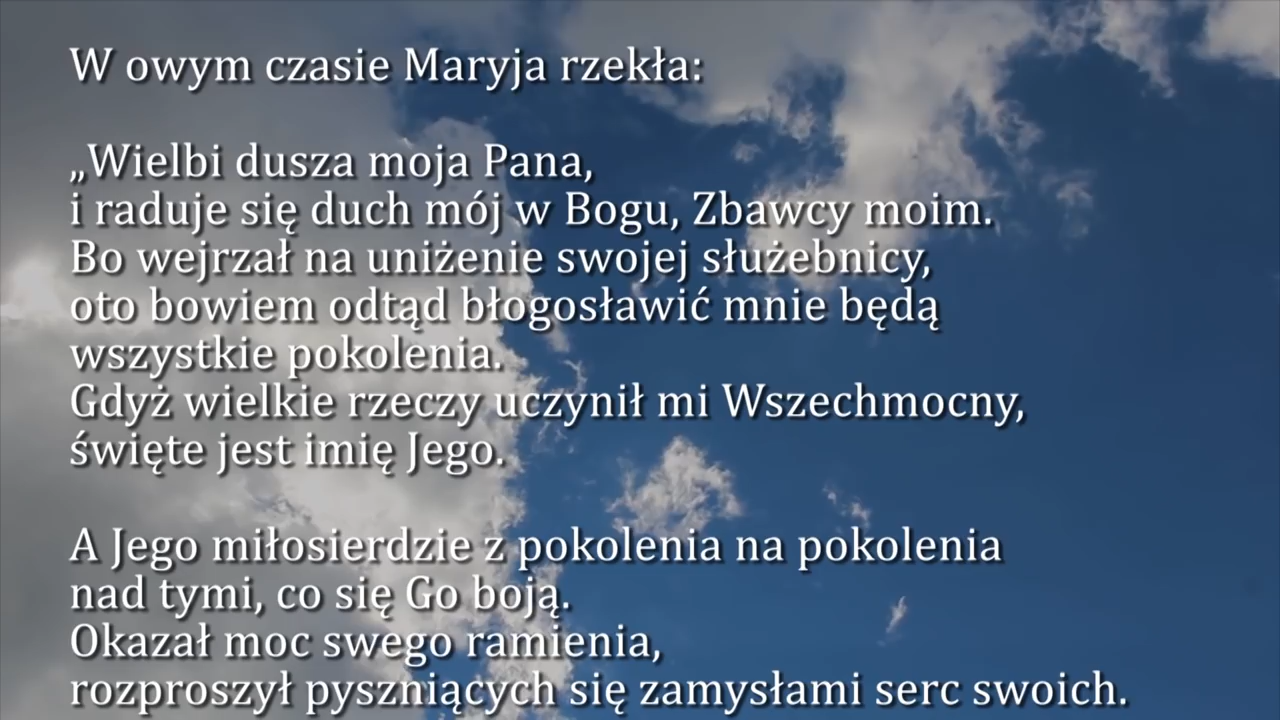 W owym czasie Maryja rzekła:
„Wielbi dusza moja Pana,
i raduje się duch mój w Bogu, Zbawcy moim.
Bo wejrzał na uniżenie swojej służebnicy,
oto bowiem odtąd błogosławić mnie będą
wszystkie pokolenia.
Gdyż wielkie rzeczy uczynił mi Wszechmocny,
święte jest imię Jego.
A Jego miłosierdzie z pokolenia na pokolenia
nad tymi, co się Go boją.
Okazał moc swego ramienia,
rozproszył pyszniących się zamysłami serc swoich.